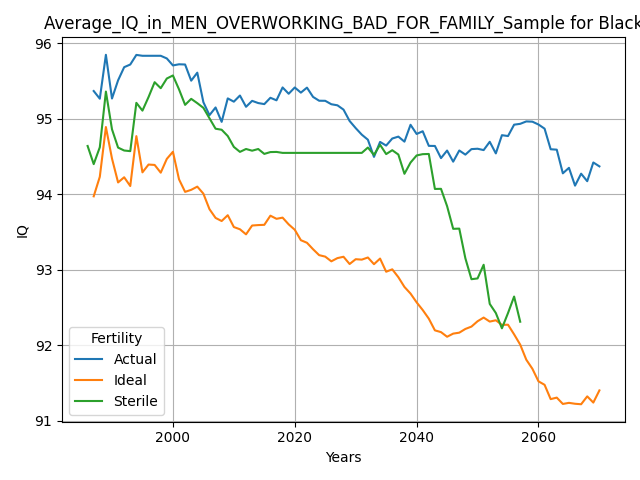 Average_IQ_in_MEN_OVERWORKING_BAD_FOR_FAMILY_Sample for Black
96
95
94
93
92
91
IQ
Fertility
Actual
Ideal
Sterile
2000
2020
2040
2060
Years